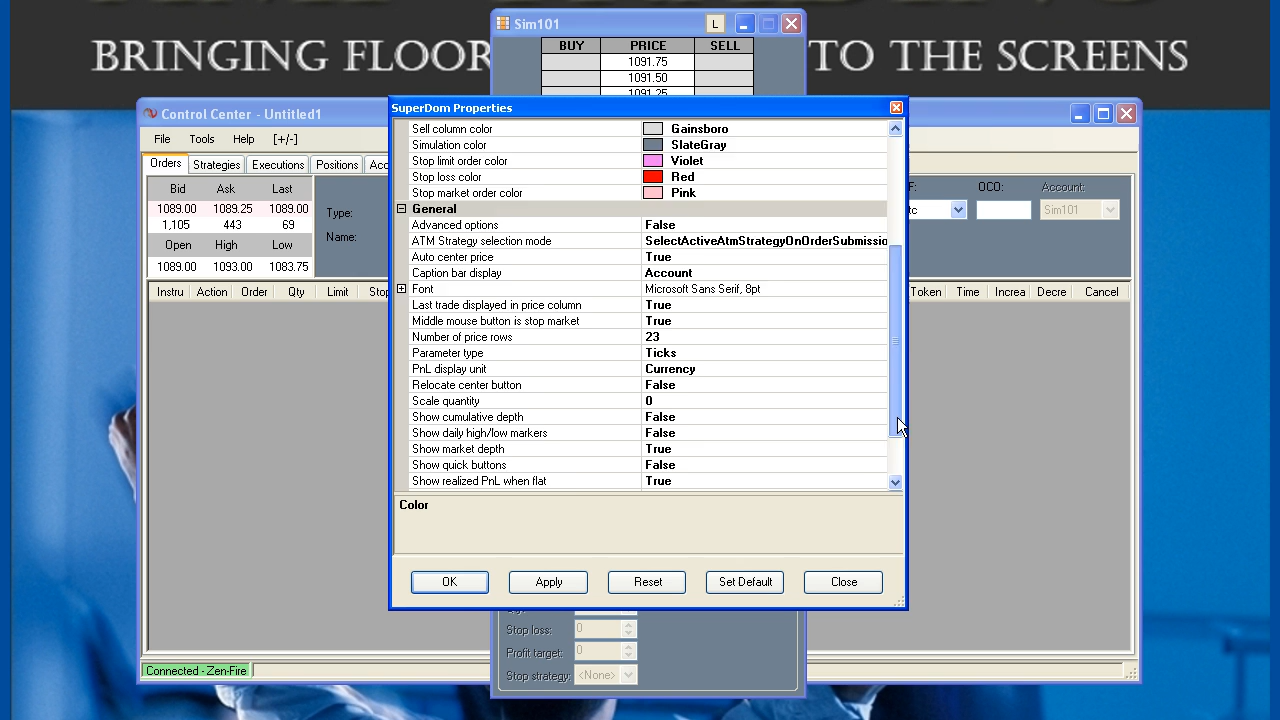 BRINGING FLOOR
TO THE SCREENS
Sim101
L
BUY PRICE SELL
1091.75
1091.50
1091.25
Control Center - Untitled1
File Tools Help [+/-]
Orders Strategies Executions Positions Acc
Bid Ask Last
1089.00 1089.25 1089.00
1,105 443 69
Open High Low
1089.00 1093.00 1083.75
Type:
Name:
F: OCO: Account:
tc Sim101
Instru Action Order Qty Limit Stop
Token Time Increa Decre Cancel
SuperDom Properties
Sell column color Gainsboro
Simulation color SlateGray
Stop limit order color Violet
Stop loss color Red
Stop market order color Pink
General
Advanced options False
ATM Strategy selection mode SelectActiveAtmStrategyOnOrderSubmissio
Auto center price True
Caption bar display Account
Font Microsoft Sans Serif, 8pt
Last trade displayed in price column True
Middle mouse button is stop market True
Number of price rows 23
Parameter type Ticks
PnL display unit Currency
Relocate center button False
Scale quantity 0
Show cumulative depth False
Show daily high/low markers False
Show market depth True
Show quick buttons False
Show realized PnL when flat True
Color
OK Apply Reset Set Default Close
Stop loss: 0
Profit target: 0
Stop strategy: <None>
Connected - Zen-Fire